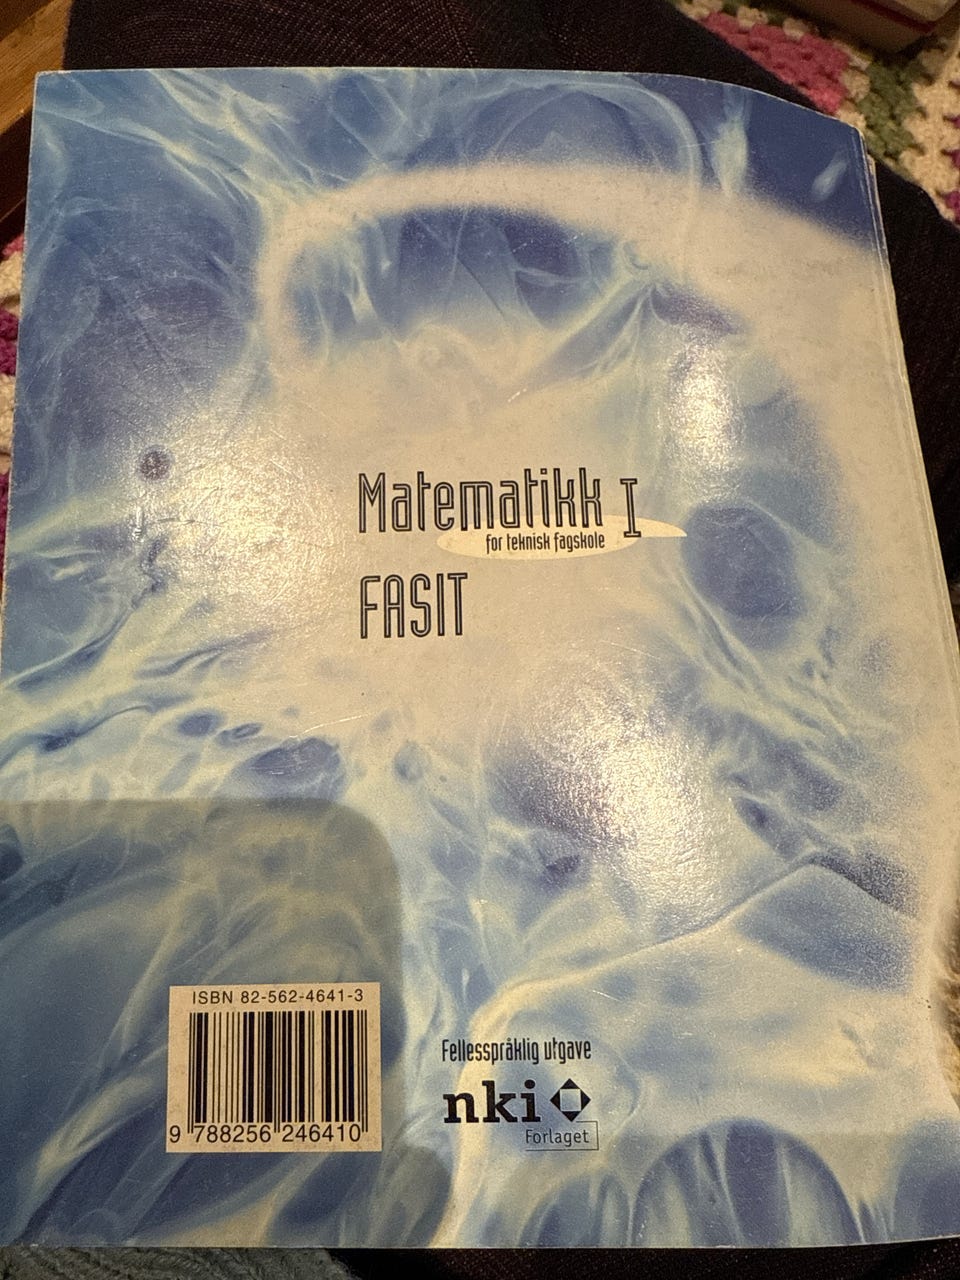 Matematikk I
for teknisk fagskole
FASIT
ISBN 82-562-4641-3
9 788256 246410
Fellesspråklig utgave
nki
Forlaget